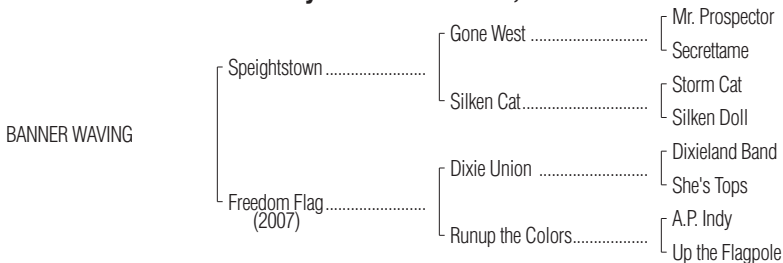 Mr. Prospector
Gone West ..............................
Secrettame
Speightstown .........................
Storm Cat
Silken Cat................................
Silken Doll
BANNER WAVING
Dixieland Band
Dixie Union ............................
She's Tops
Freedom Flag.........................
(2007)
A.P. Indy
Runup the Colors...................
Up the Flagpole